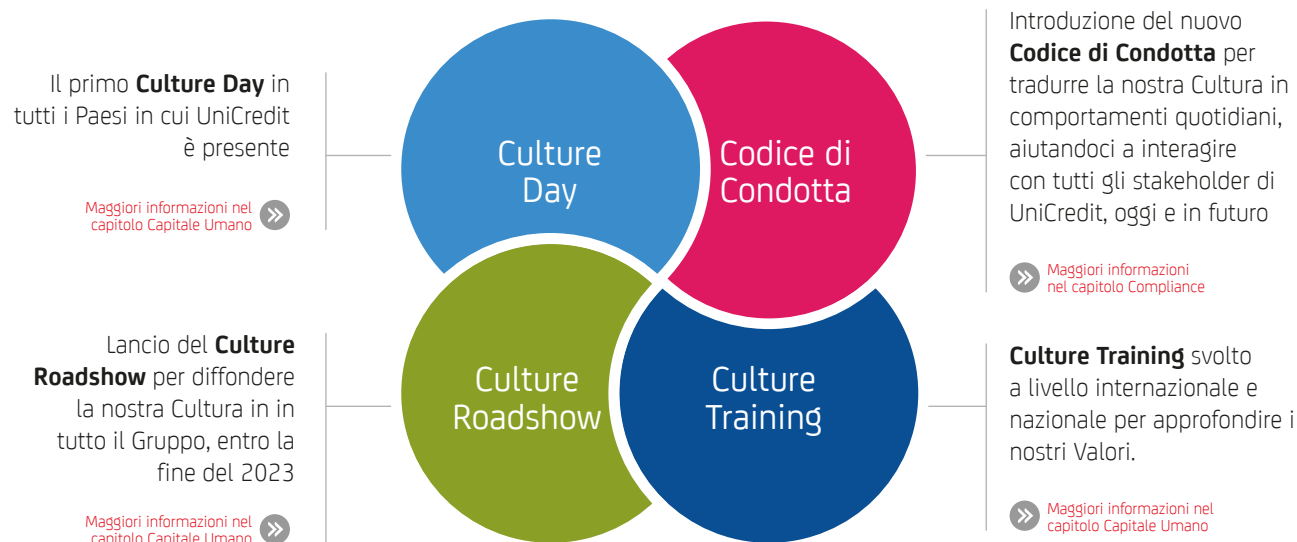 Il primo Culture Day in
tutti i Paesi in cui UniCredit
è presente
Maggiori informazioni nel
capitolo Capitale Umano
Culture
Day
Codice di
Condotta
Introduzione del nuovo
Codice di Condotta per
tradurre la nostra Cultura in
comportamenti quotidiani,
aiutandoci a interagire
con tutti gli stakeholder di
UniCredit, oggi e in futuro
Maggiori informazioni
nel capitolo Compliance
Lancio del Culture
Roadshow per diffondere
la nostra Cultura in in
tutto il Gruppo, entro la
fine del 2023
Maggiori informazioni nel
capitolo Capitale Umano
Culture
Roadshow
Culture
Training
Culture Training svolto
a livello internazionale e
nazionale per approfondire i
nostri Valori.
Maggiori informazioni nel
capitolo Capitale Umano